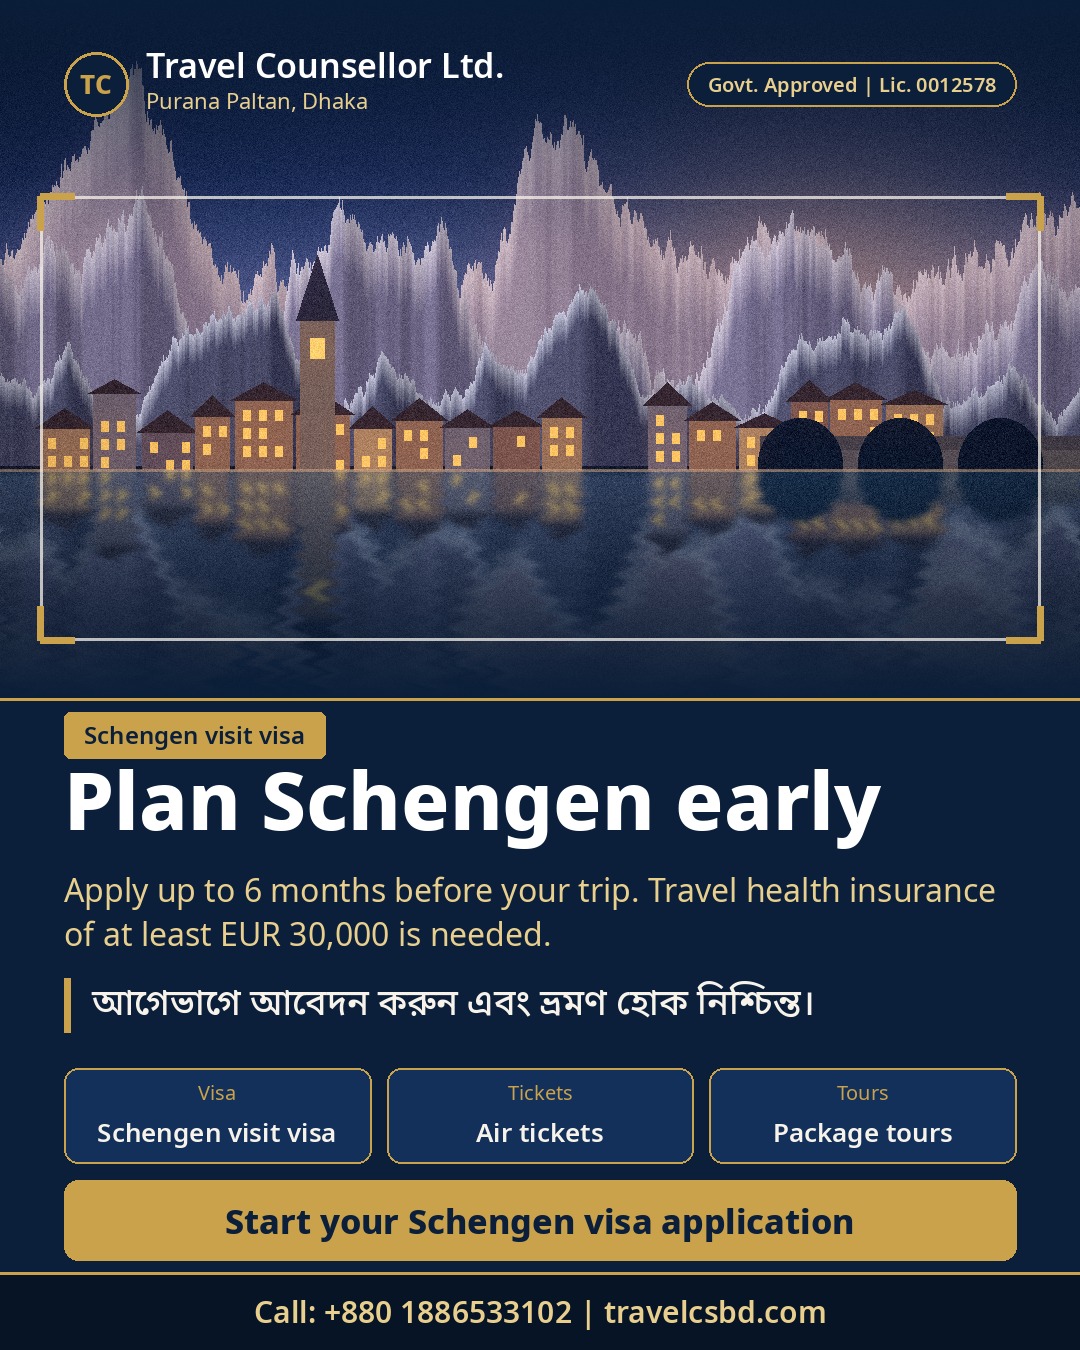 TC
Travel Counsellor Ltd.
Purana Paltan, Dhaka
Govt. Approved | Lic. 0012578
Schengen visit visa
Plan Schengen early
Apply up to 6 months before your trip. Travel health insurance
of at least EUR 30,000 is needed.
আগেভাগে আবেদন করুন এবং ভ্রমণ হোক নিশ্চিন্ত।
Visa
Schengen visit visa
Tickets
Air tickets
Tours
Package tours
Start your Schengen visa application
Call: +880 1886533102 | travelcsbd.com